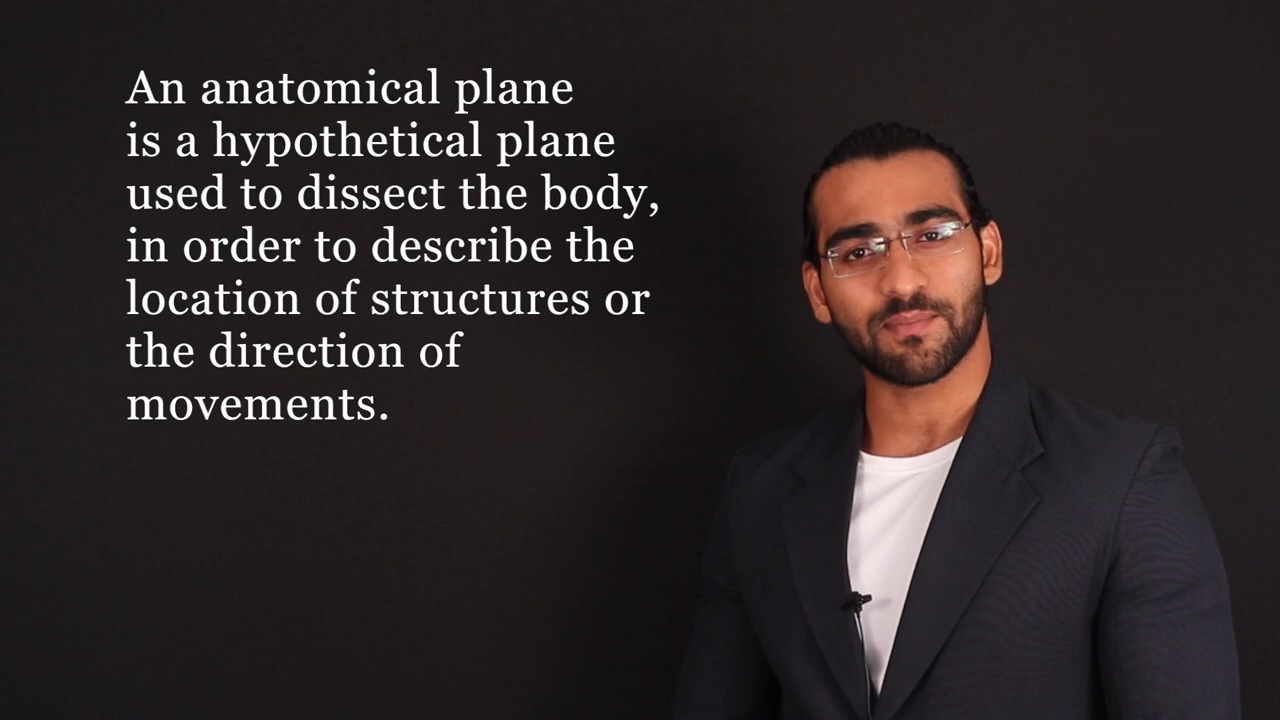 An anatomical plane
is a hypothetical plane
used to dissect the body,
in order to describe the
location of structures or
the direction of
movements.